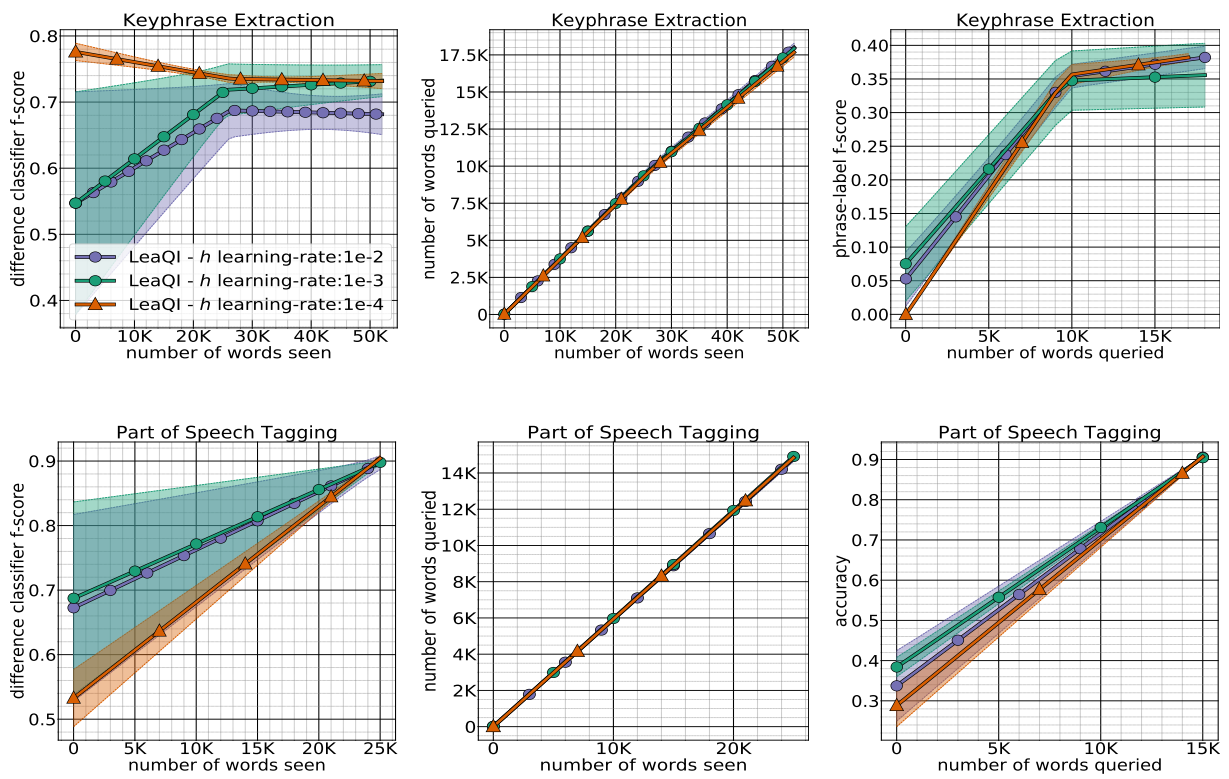 Keyphrase Extraction
difference classifier f-score
0.8
0.7
0.6
0.5
0.4
LeaQI - h learning-rate:1e-2
LeaQI - h learning-rate:1e-3
LeaQI - h learning-rate:1e-4
0 10K 20K 30K 40K 50K
number of words seen
Keyphrase Extraction
number of words queried
17.5K
15K
12.5K
10K
7.5K
5K
2.5K
0
0 10K 20K 30K 40K 50K
number of words seen
Keyphrase Extraction
phrase-label f-score
0.40
0.35
0.30
0.25
0.20
0.15
0.10
0.05
0.00
0 5K 10K 15K
number of words queried
Part of Speech Tagging
difference classifier f-score
0.9
0.8
0.7
0.6
0.5
0 5K 10K 15K 20K 25K
number of words seen
Part of Speech Tagging
number of words queried
14K
12K
10K
8K
6K
4K
2K
0
0 10K 20K
number of words seen
Part of Speech Tagging
accuracy
0.9
0.8
0.7
0.6
0.5
0.4
0.3
0 5K 10K 15K
number of words queried